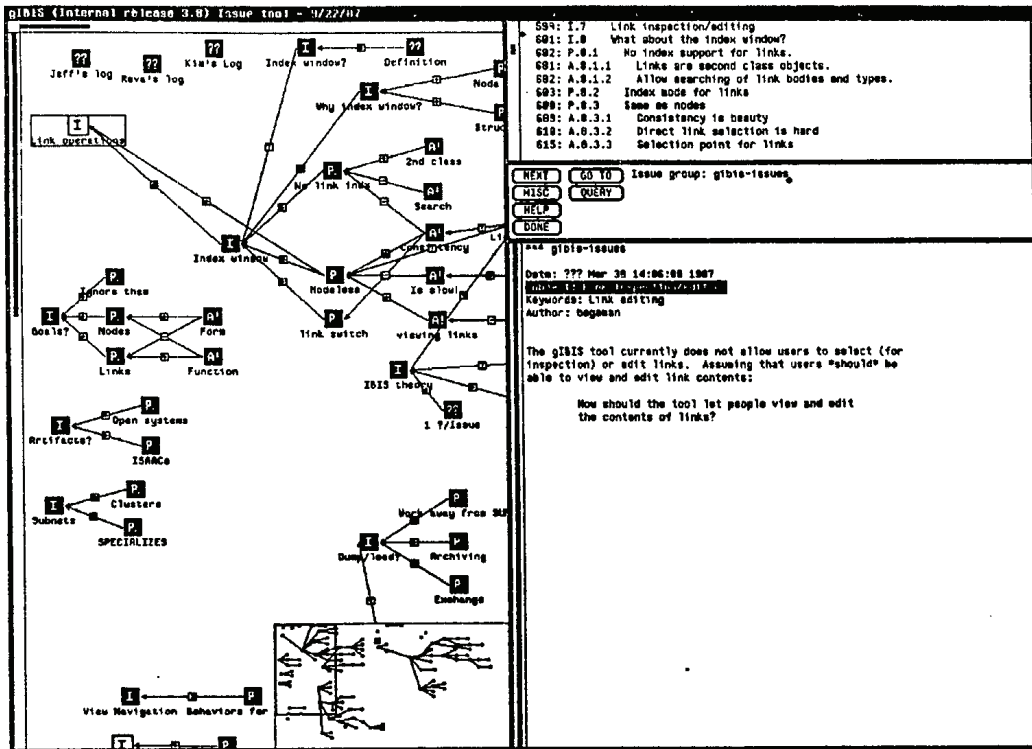 gIBIS (Internal release 3.8) Issue tool - 9/22/87
Jeff's log
Reva's log
Kim's Log
Index window?
Definition
Why index window?
Node
Struc
Link operations
No link index
2nd class
Search
Index window
Consistency
Li
Modeless
Is slow!
link switch
viewing links
Ignore them
Goals?
Nodes
Form
Links
Function
IBIS theory
1 ?/Issue
Artifacts?
Open systems
ISAACs
Subnets
Clusters
SPECIALIZES
Work away from SU
Dump/load?
Archiving
Exchange
View Navigation
Behaviors for
I.7 Link inspection/editing
601: I.8 What about the index window?
602: P.8.1 No index support for links.
A.8.1.1 Links are second class objects.
A.8.1.2 Allow searching of link bodies and types.
603: P.8.2 Index mode for links
P.8.3 Same as nodes
A.8.3.1 Consistency is beauty
610: A.8.3.2 Direct link selection is hard
615: A.8.3.3 Selection point for links
NEXT
GO TO
Issue group: gibis-issues
MISC
QUERY
HELP
DONE
*** gibis-issues
Date: ??? Mar 30 14:06:08 1987
Keywords: Link editing
Author: begeman
The gIBIS tool currently does not allow users to select (for
inspection) or edit links. Assuming that users *should* be
able to view and edit link contents:
How should the tool let people view and edit
the contents of links?